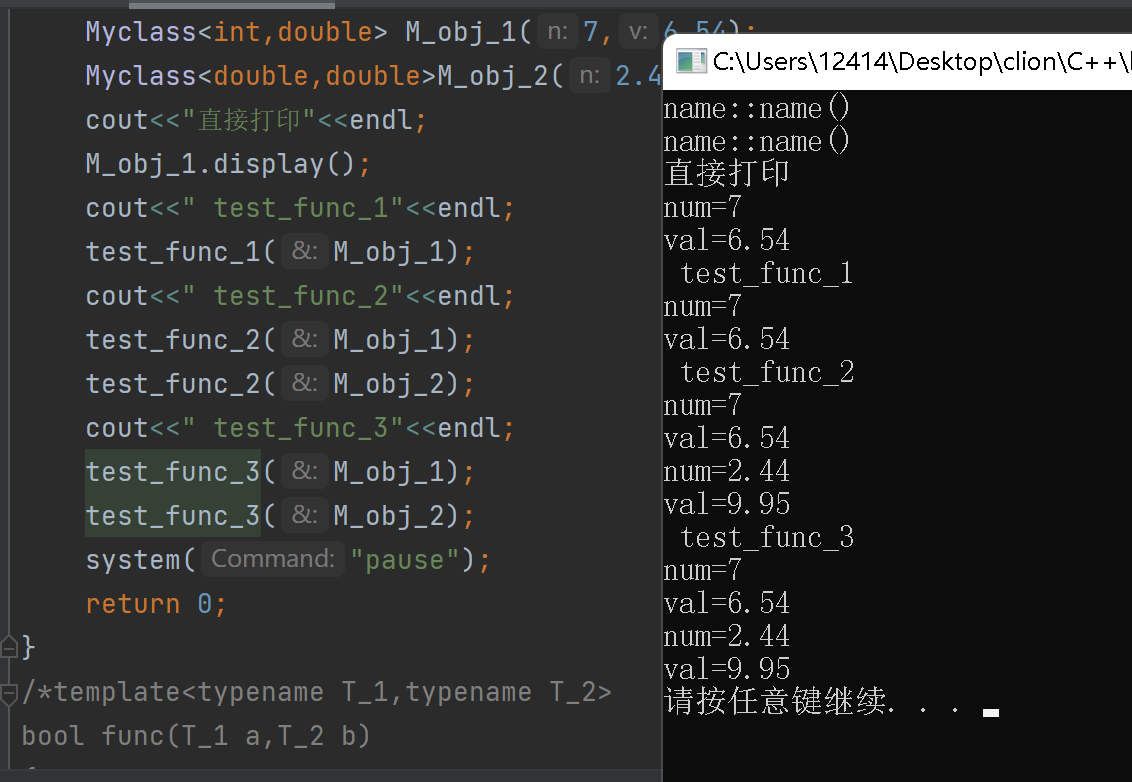 Myclass<int,double> M_obj_1( n: 7, v: 6.54);
Myclass<double,double>M_obj_2( n: 2.4
cout<<"直接打印"<<endl;
M_obj_1.display();
cout<<" test_func_1"<<endl;
test_func_1( &: M_obj_1);
cout<<" test_func_2"<<endl;
test_func_2( &: M_obj_1);
test_func_2( &: M_obj_2);
cout<<" test_func_3"<<endl;
test_func_3( &: M_obj_1);
test_func_3( &: M_obj_2);
system( Command: "pause");
return 0;
}
/*template<typename T_1,typename T_2>
bool func(T_1 a,T_2 b)
C:\Users\12414\Desktop\clion\C++\
name::name()
name::name()
直接打印
num=7
val=6.54
test_func_1
num=7
val=6.54
test_func_2
num=7
val=6.54
num=2.44
val=9.95
test_func_3
num=7
val=6.54
num=2.44
val=9.95
请按任意键继续. . .